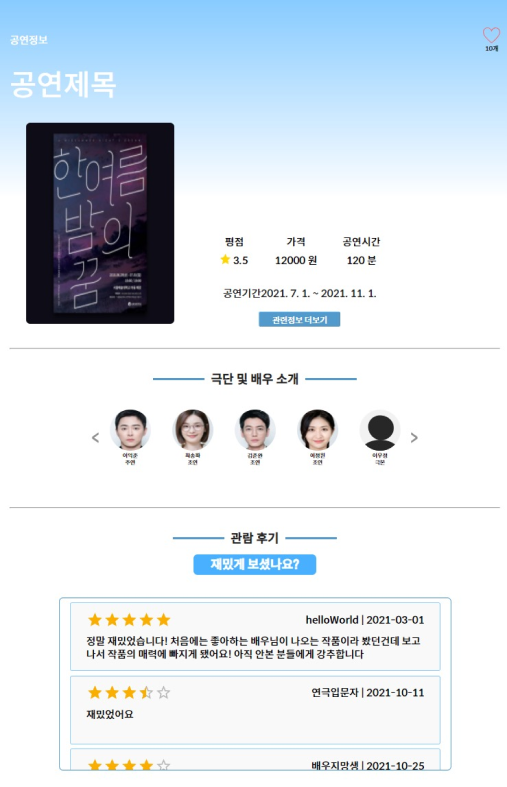 공연정보
10개
공연제목
한여름
밤의
꿈
평점
가격
공연시간
3.5
12000 원
120 분
공연기간2021. 7. 1. ~ 2021. 11. 1.
관련정보 더보기
극단 및 배우 소개
< >
이익준
채송화
김준완
이우정
주연
조연
조연
조연
극본
관람 후기
재밌게 보셨나요?
helloWorld | 2021-03-01
정말 재밌었습니다! 처음에는 좋아하는 배우님이 나오는 작품이라 봤던건데 보고
나서 작품의 매력에 빠지게 됐어요! 아직 안본 분들에게 강추합니다
연극입문자 | 2021-10-11
재밌었어요
배우지망생 | 2021-10-25